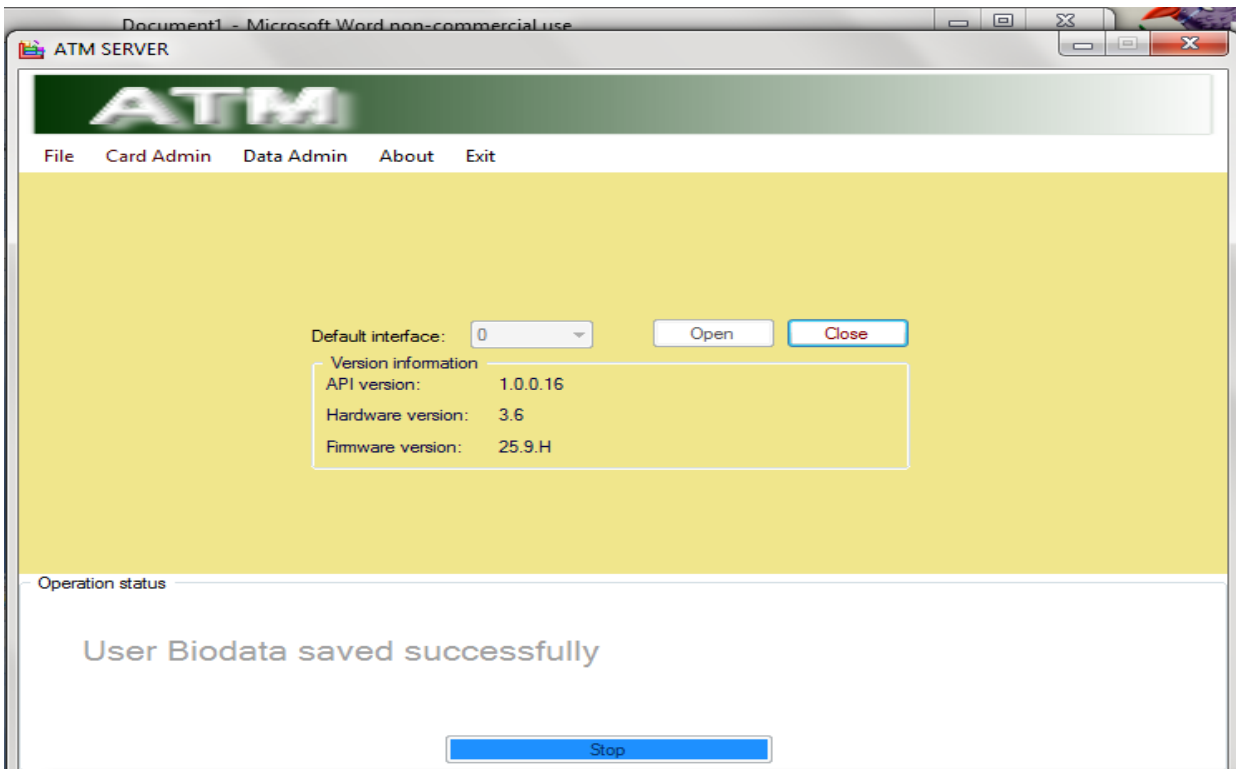 Document1 - Microsoft Word non-commercial use
ATM SERVER
ATM
File Card Admin Data Admin About Exit
Default interface: 0 Open Close
Version information
API version: 1.0.0.16
Hardware version: 3.6
Firmware version: 25.9.H
Operation status
User Biodata saved successfully
Stop